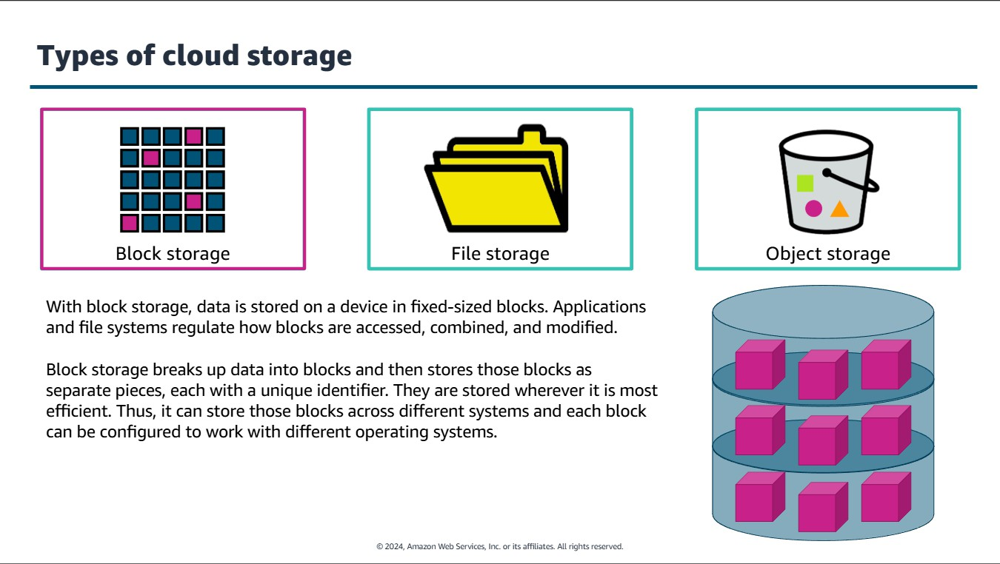 Types of cloud storage
Block storage
File storage
Object storage
With block storage, data is stored on a device in fixed-sized blocks. Applications
and file systems regulate how blocks are accessed, combined, and modified.
Block storage breaks up data into blocks and then stores those blocks as
separate pieces, each with a unique identifier. They are stored wherever it is most
efficient. Thus, it can store those blocks across different systems and each block
can be configured to work with different operating systems.
© 2024, Amazon Web Services, Inc. or its affiliates. All rights reserved.